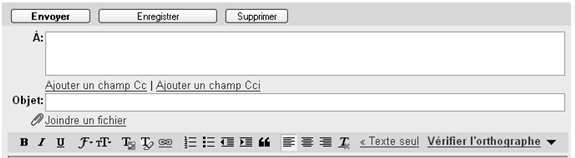 Envoyer Enregistrer Supprimer
À:
Ajouter un champ Cc | Ajouter un champ Cci
Objet:
Joindre un fichier
B I U F T T T « Texte seul Vérifier l'orthographe